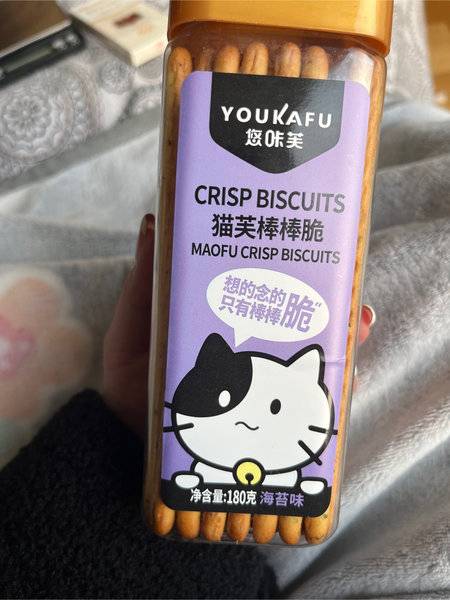 YOUKAFU
悠咔芙
CRISP BISCUITS
猫芙棒棒脆
MAOFU CRISP BISCUITS
想的念的
只有棒棒脆"
净含量:180克 海苔味